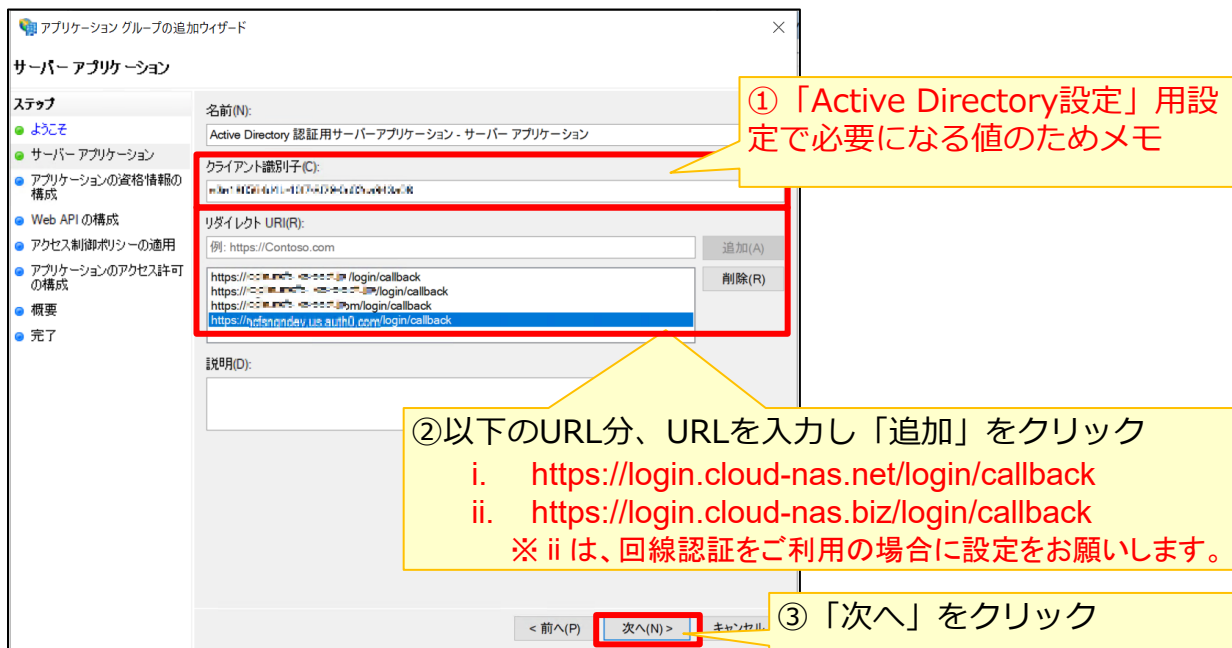 アプリケーション グループの追加ウィザード
サーバー アプリケーション
ステップ
ようこそ
サーバー アプリケーション
アプリケーションの資格情報の
構成
Web API の構成
アクセス制御ポリシーの適用
アプリケーションのアクセス許可
の構成
概要
完了
名前(N):
Active Directory 認証用サーバーアプリケーション - サーバー アプリケーション
クライアント識別子(C):
リダイレクト URI(R):
例: https://Contoso.com
追加(A)
https:// /login/callback
https:// /login/callback
https:// om/login/callback
https:// .us.auth0.com/login/callback
削除(R)
説明(D):
< 前へ(P)
次へ(N) >
キャンセル
①「Active Directory設定」用設
定で必要になる値のためメモ
②以下のURL分、URLを入力し「追加」をクリック
i. https://login.cloud-nas.net/login/callback
ii. https://login.cloud-nas.biz/login/callback
※ ii は、回線認証をご利用の場合に設定をお願いします。
③「次へ」をクリック